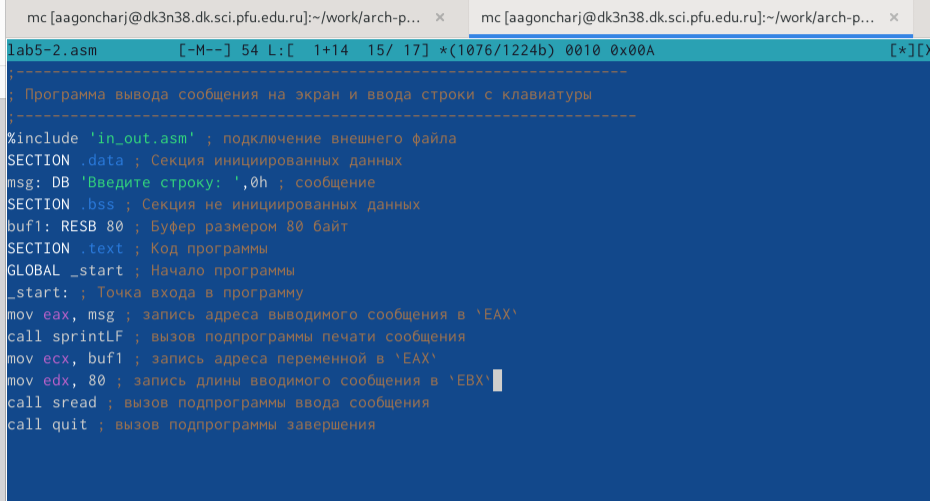 mc [aagoncharj@dk3n38.dk.sci.pfu.edu.ru]:~/work/arch-p... × mc [aagoncharj@dk3n38.dk.sci.pfu.edu.ru]:~/work/arch-p... ×
lab5-2.asm [-M--] 54 L:[ 1+14 15/ 17] *(1076/1224b) 0010 0x00A [*][X
;--------------------------------------------------------------------
; Программа вывода сообщения на экран и ввода строки с клавиатуры
;---------------------------------------------------------------------
%include 'in_out.asm' ; подключение внешнего файла
SECTION .data ; Секция инициированных данных
msg: DB 'Введите строку: ',0h ; сообщение
SECTION .bss ; Секция не инициированных данных
buf1: RESB 80 ; Буфер размером 80 байт
SECTION .text ; Код программы
GLOBAL _start ; Начало программы
_start: ; Точка входа в программу
mov eax, msg ; запись адреса выводимого сообщения в `EAX`
call sprintLF ; вызов подпрограммы печати сообщения
mov ecx, buf1 ; запись адреса переменной в `EAX`
mov edx, 80 ; запись длины вводимого сообщения в `EBX`
call sread ; вызов подпрограммы ввода сообщения
call quit ; вызов подпрограммы завершения